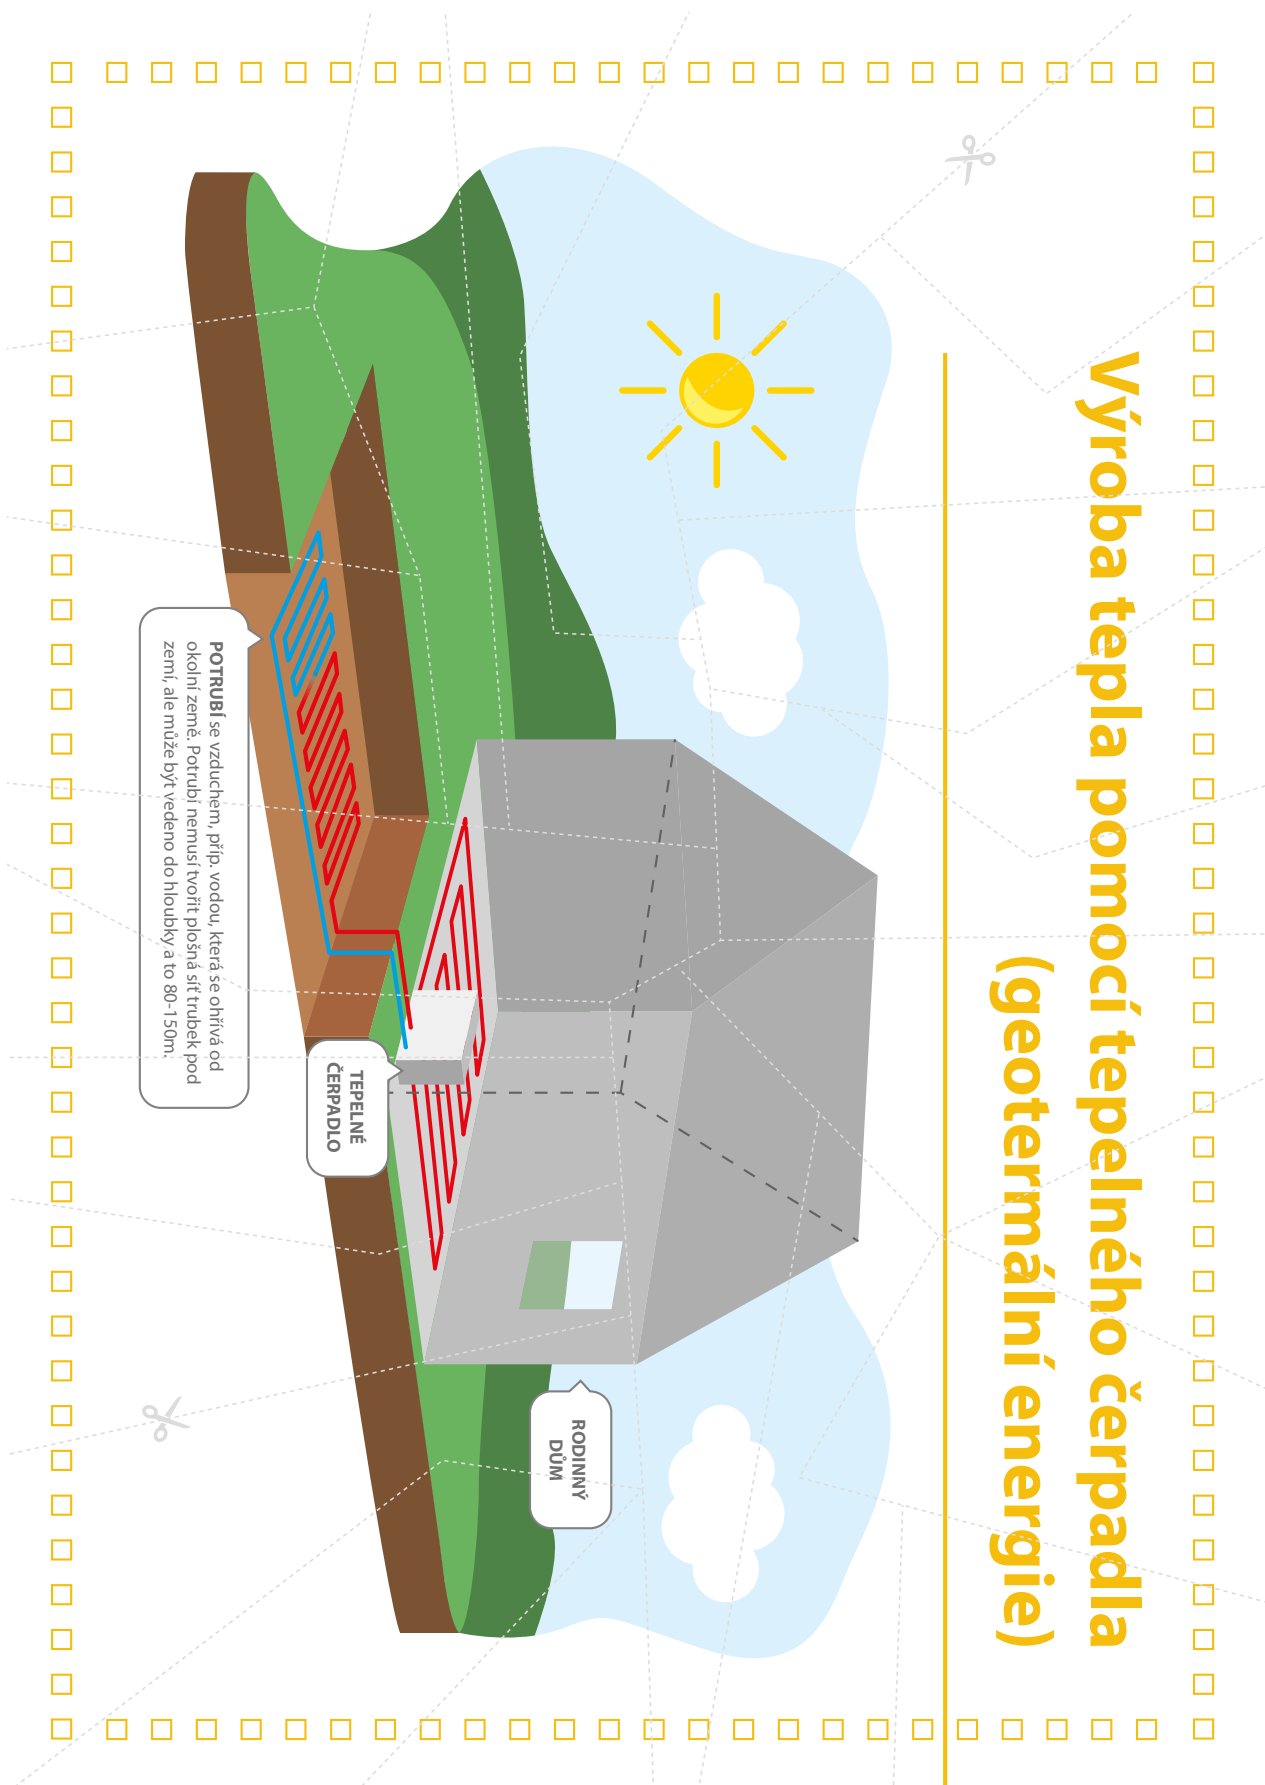 Výroba tepla pomocí tepelného čerpadla
(geotermální energie)
RODINNÝ
DŮM
TEPELNÉ
ČERPADLO
POTRUBÍ se vzduchem, příp. vodou, která se ohřívá od
okolní země. Potrubí nemusí tvořit plošná síť trubek pod
zemí, ale může být vedeno do hloubky a to 80-150m.